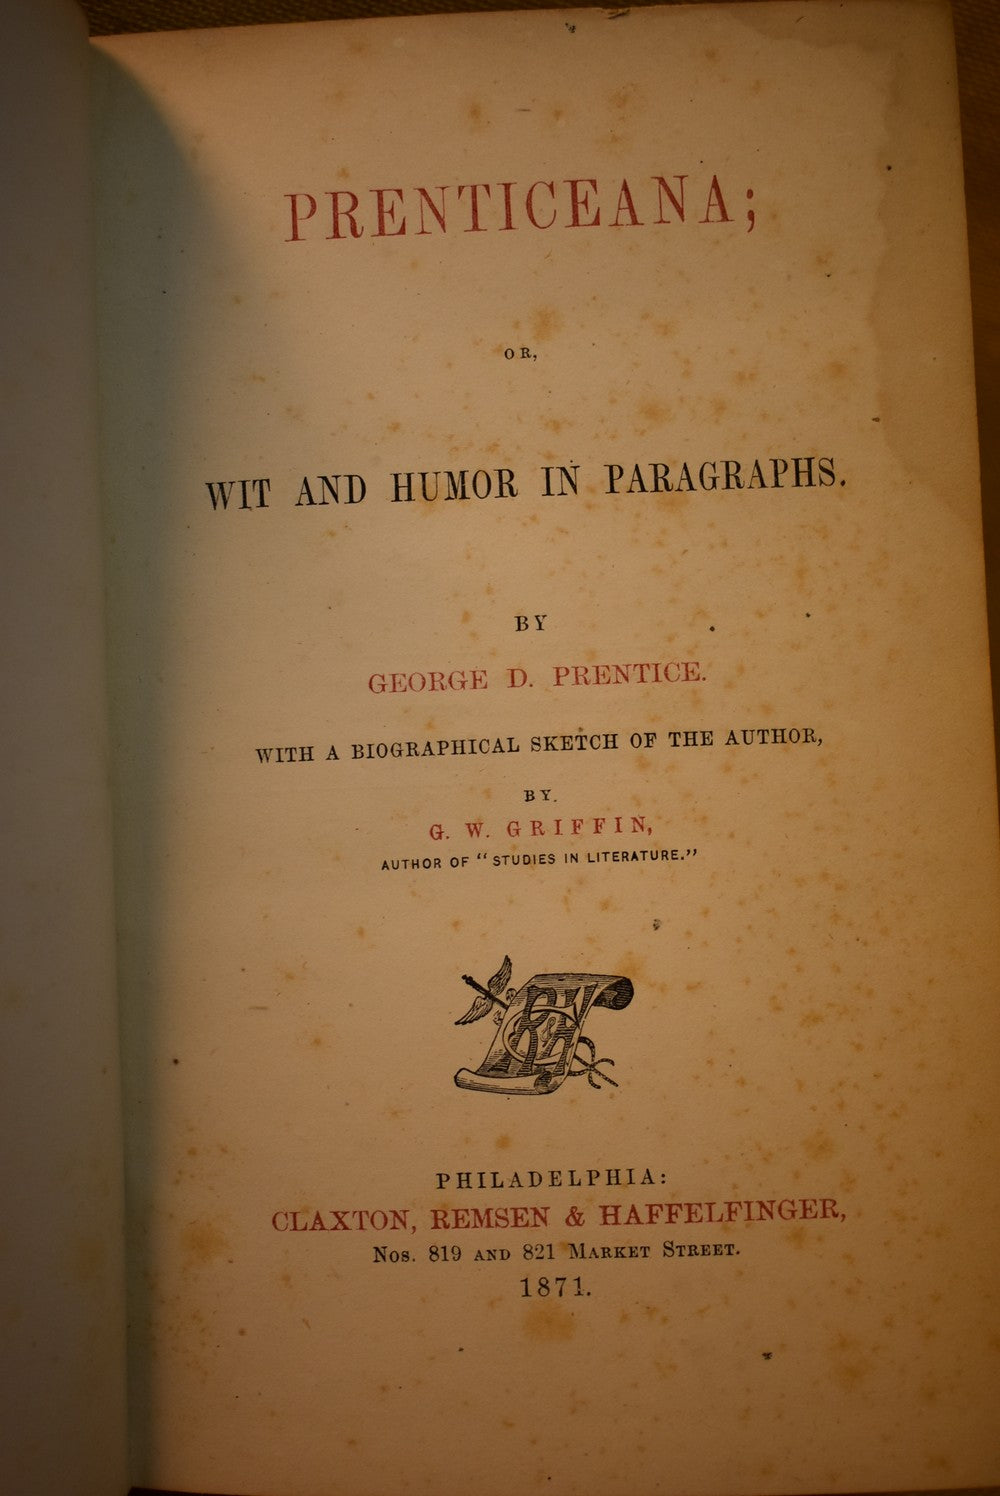 PRENTICEANA;
OR,
WIT AND HUMOR IN PARAGRAPHS.
BY
GEORGE D. PRENTICE.
WITH A BIOGRAPHICAL SKETCH OF THE AUTHOR,
BY
G. W. GRIFFIN,
AUTHOR OF “STUDIES IN LITERATURE.”
PHILADELPHIA:
CLAXTON, REMSEN & HAFFELFINGER,
Nos. 819 AND 821 MARKET STREET.
1871.